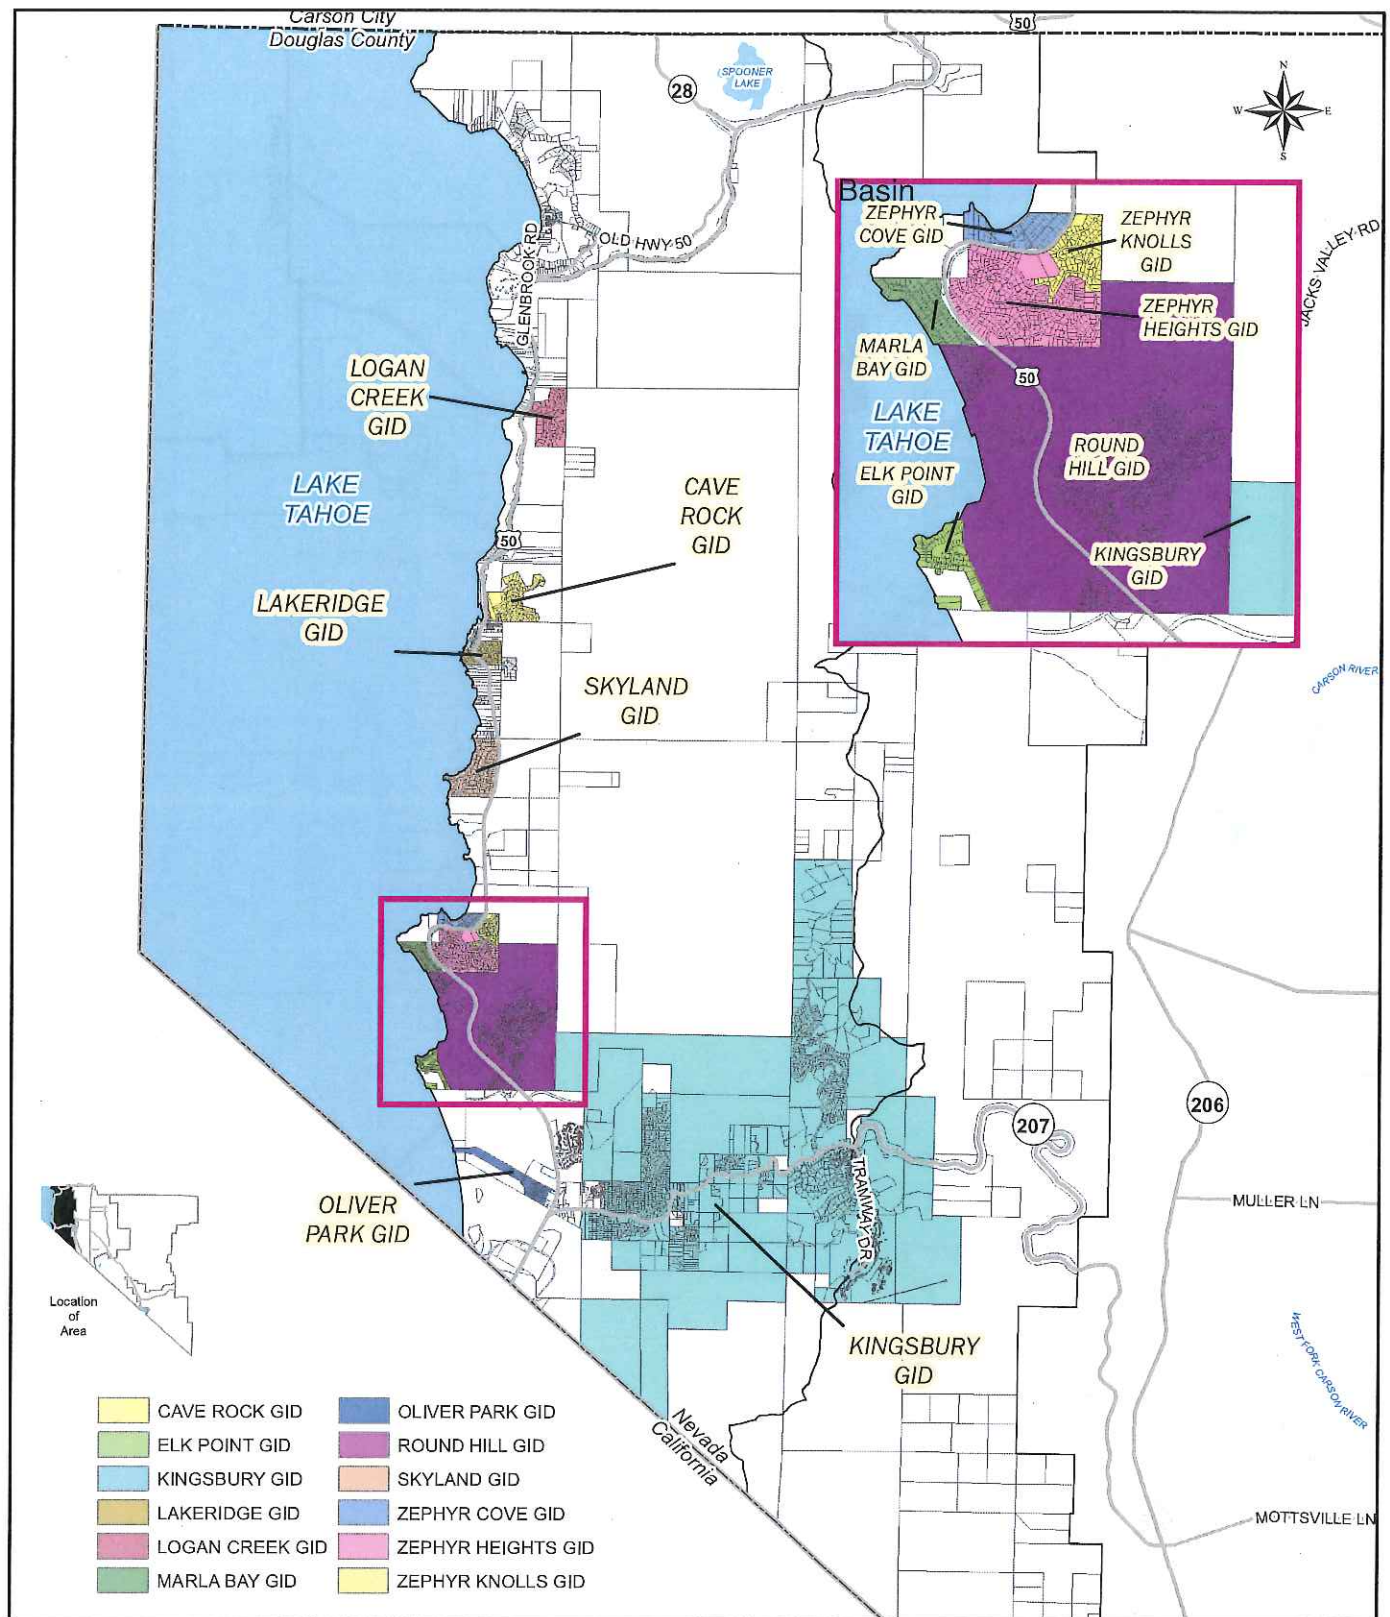 Carson City
Douglas County
50
SPOONER
LAKE
28
N
W
E
S
OLD HWY 50
GLENBROOK RD
JACKS VALLEY RD
Basin
ZEPHYR
COVE GID
ZEPHYR
KNOLLS
GID
ZEPHYR
HEIGHTS GID
MARLA
BAY GID
50
LAKE
TAHOE
ROUND
HILL GID
ELK POINT
GID
KINGSBURY
GID
LOGAN
CREEK
GID
LAKE
TAHOE
CAVE
ROCK
GID
50
LAKERIDGE
GID
SKYLAND
GID
CARSON RIVER
206
207
MULLER LN
TRAMWAY DR
OLIVER
PARK GID
KINGSBURY
GID
WEST FORK CARSON RIVER
MOTTSVILLE LN
Nevada
California
Location
of
Area
CAVE ROCK GID
ELK POINT GID
KINGSBURY GID
LAKERIDGE GID
LOGAN CREEK GID
MARLA BAY GID
OLIVER PARK GID
ROUND HILL GID
SKYLAND GID
ZEPHYR COVE GID
ZEPHYR HEIGHTS GID
ZEPHYR KNOLLS GID